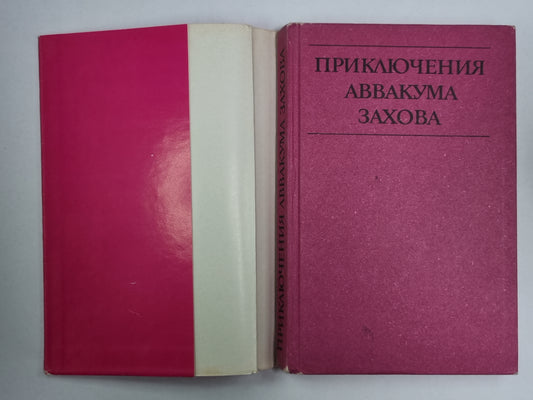 ПРИКЛЮЧЕНИЯ АВВАКУМА ЗАХОВА
ПРИКЛЮЧЕНИЯ
АВВАКУМА
ЗАХОВА